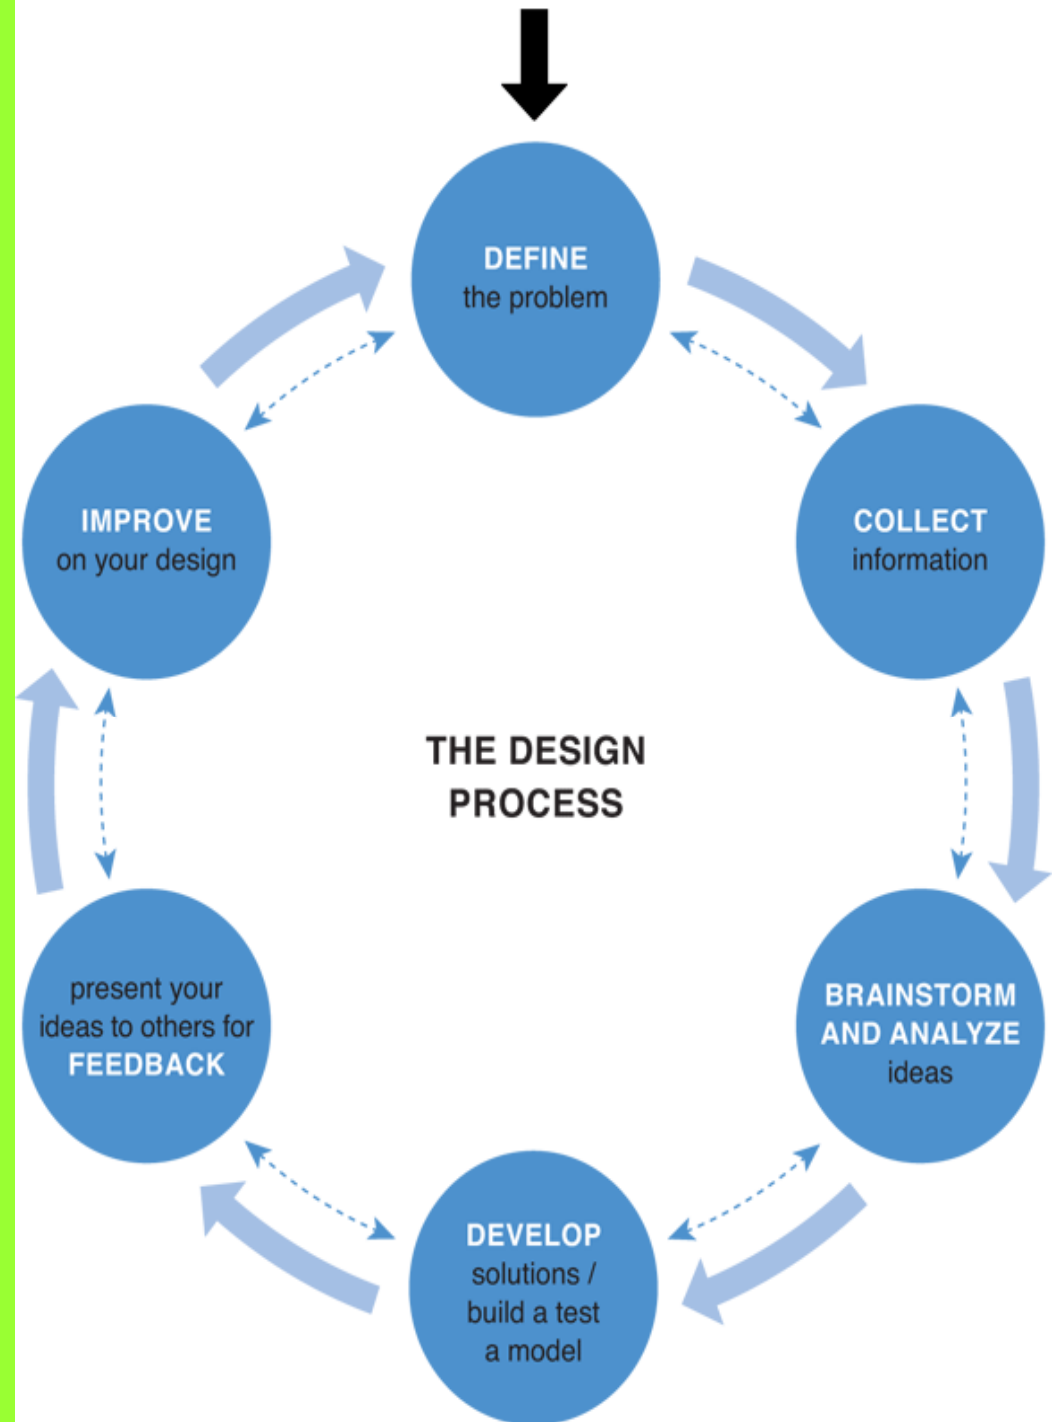 DEFINE
the problem
COLLECT
information
BRAINSTORM
AND ANALYZE
ideas
DEVELOP
solutions /
build a test
a model
present your
ideas to others for
FEEDBACK
IMPROVE
on your design
THE DESIGN
PROCESS